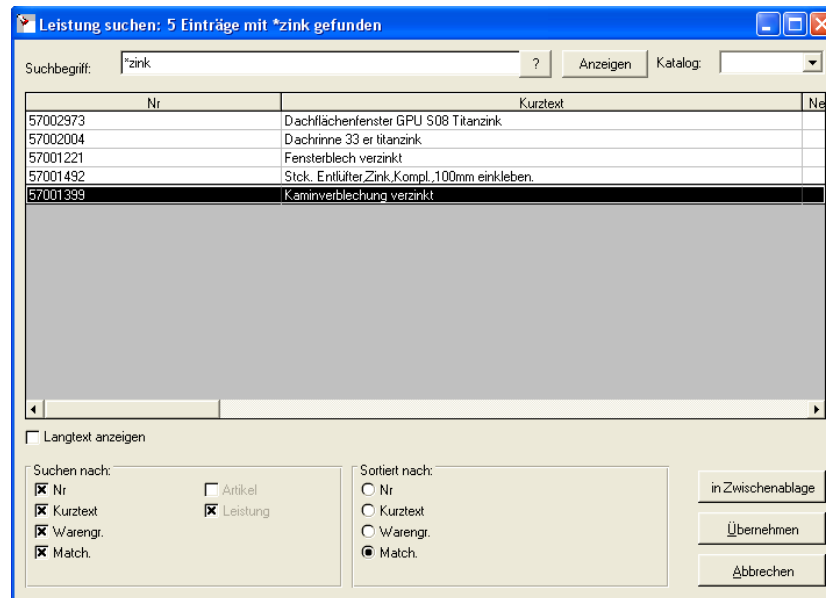 Leistung suchen: 5 Einträge mit *zink gefunden
Suchbegriff: *zink ? Anzeigen Katalog:
Nr Kurztext Ne
57002973 Dachflächenfenster GPU S08 Titanzink
57002004 Dachrinne 33 er titanzink
57001221 Fensterblech verzinkt
57001492 Stck. Entlüfter,Zink,Kompl.,100mm einkleben.
57001399 Kaminverblechung verzinkt
Langtext anzeigen
Suchen nach: Sortiert nach:
Nr Artikel Nr in Zwischenablage
Kurztext Leistung Kurztext
Warengr. Warengr. Übernehmen
Match. Match.
Abbrechen